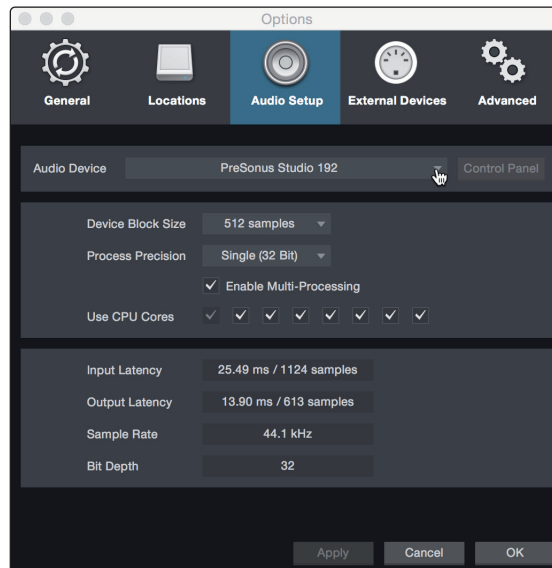 Options
General Locations Audio Setup External Devices Advanced
Audio Device PreSonus Studio 192 Control Panel
Device Block Size 512 samples
Process Precision Single (32 Bit)
Enable Multi-Processing
Use CPU Cores
Input Latency 25.49 ms / 1124 samples
Output Latency 13.90 ms / 613 samples
Sample Rate 44.1 kHz
Bit Depth 32
Apply Cancel OK